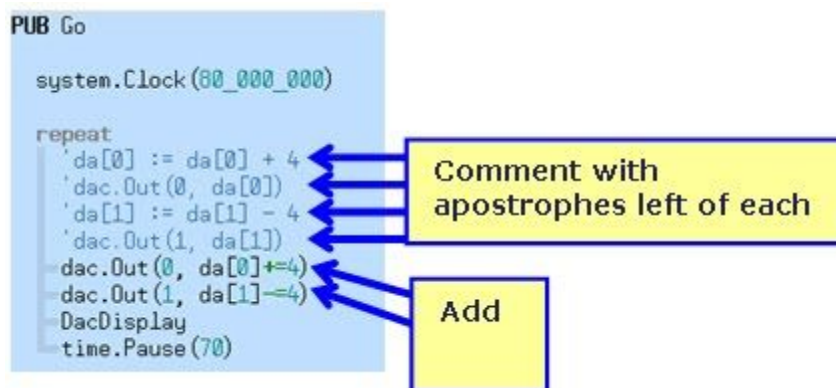 PUB Go
system.Clock(80_000_000)
repeat
'da[0] := da[0] + 4
'dac.Out(0, da[0])
'da[1] := da[1] - 4
'dac.Out(1, da[1])
dac.Out(0, da[0]+=4)
dac.Out(1, da[1]-=4)
DacDisplay
time.Pause(70)
Comment with
apostrophes left of each
Add